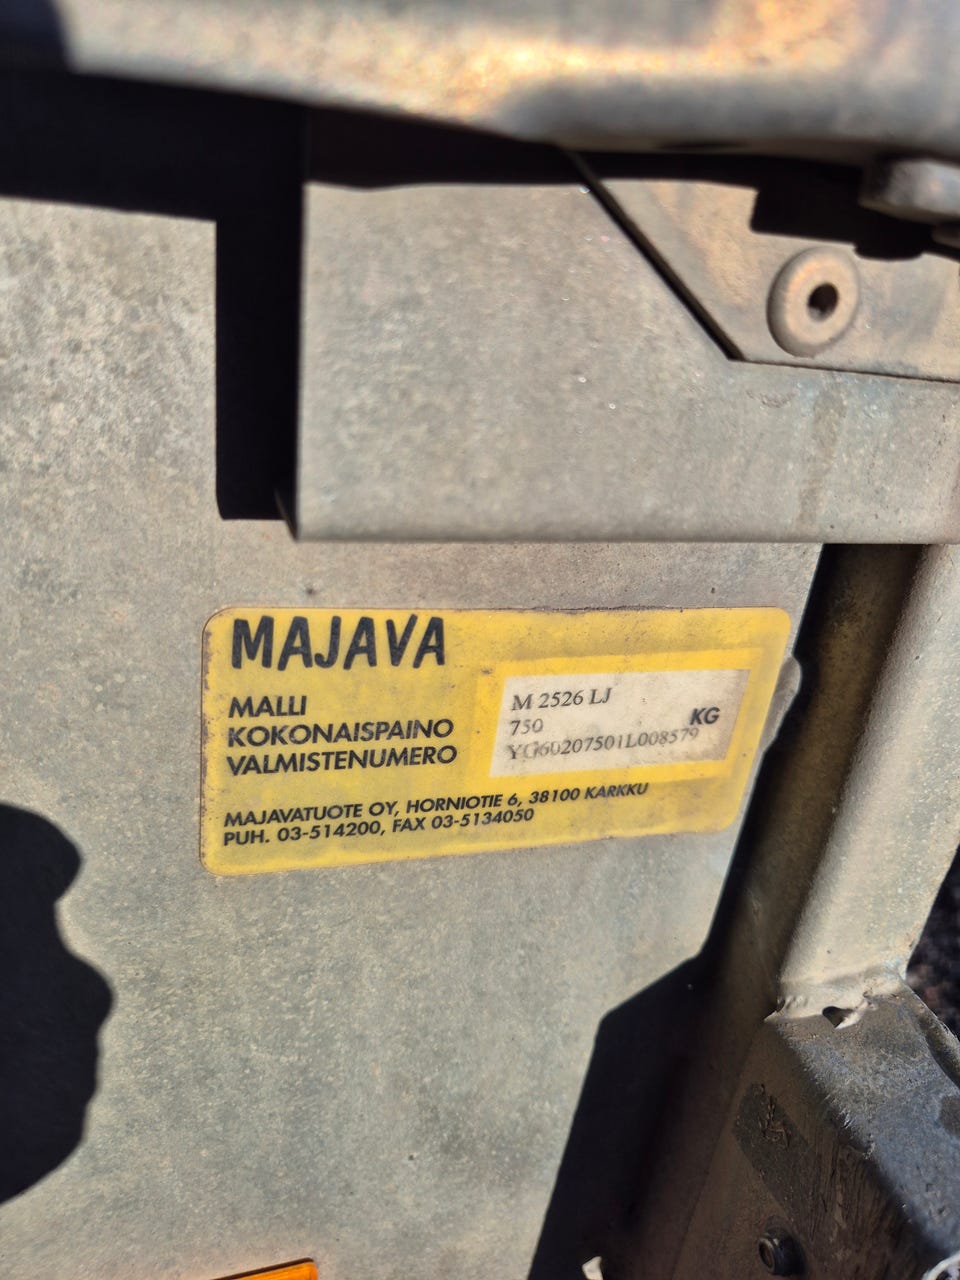 MAJAVA
MALLI M 2526 LJ
KOKONAISPAINO 750 KG
VALMISTENUMERO YG60207501L008579
MAJAVATUOTE OY, HORNIOTIE 6, 38100 KARKKU
PUH. 03-514200, FAX 03-5134050